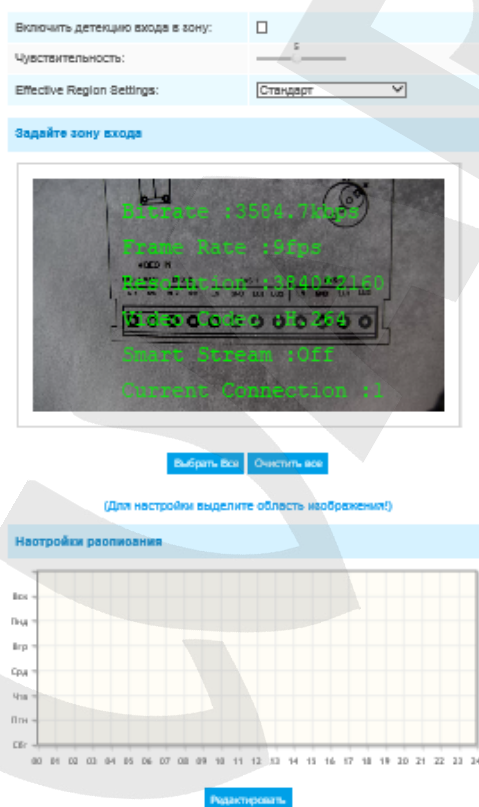 Включить детекцию входа в зону:
Чувствительность:
5
Effective Region Settings:
Стандарт
Задайте зону входа
Bitrate :3584.7kbps
Frame Rate :9fps
Resolution :3840*2160
Video Codec :H.264
Smart Stream :Off
Current Connection :1
Выбрать Все Очистить все
(Для настройки выделите область изображения!)
Настройки расписания
Вск
Пнд
Втр
Срд
Чтв
Птн
Сбт
00 01 02 03 04 05 06 07 08 09 10 11 12 13 14 15 16 17 18 19 20 21 22 23 24
Редактировать